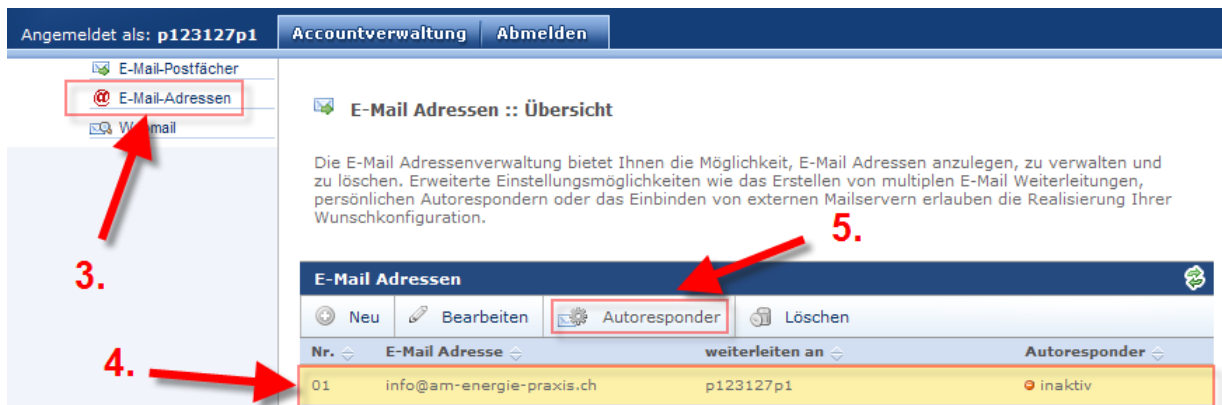 Angemeldet als: p123127p1
Accountverwaltung
Abmelden
E-Mail-Postfächer
E-Mail-Adressen
Webmail
3.
E-Mail Adressen :: Übersicht
Die E-Mail Adressenverwaltung bietet Ihnen die Möglichkeit, E-Mail Adressen anzulegen, zu verwalten und
zu löschen. Erweiterte Einstellungsmöglichkeiten wie das Erstellen von multiplen E-Mail Weiterleitungen,
persönlichen Autorespondern oder das Einbinden von externen Mailservern erlauben die Realisierung Ihrer
Wunschkonfiguration.
5.
E-Mail Adressen
Neu Bearbeiten Autoresponder Löschen
4.
Nr. E-Mail Adresse weiterleiten an Autoresponder
01 info@am-energie-praxis.ch p123127p1 inaktiv